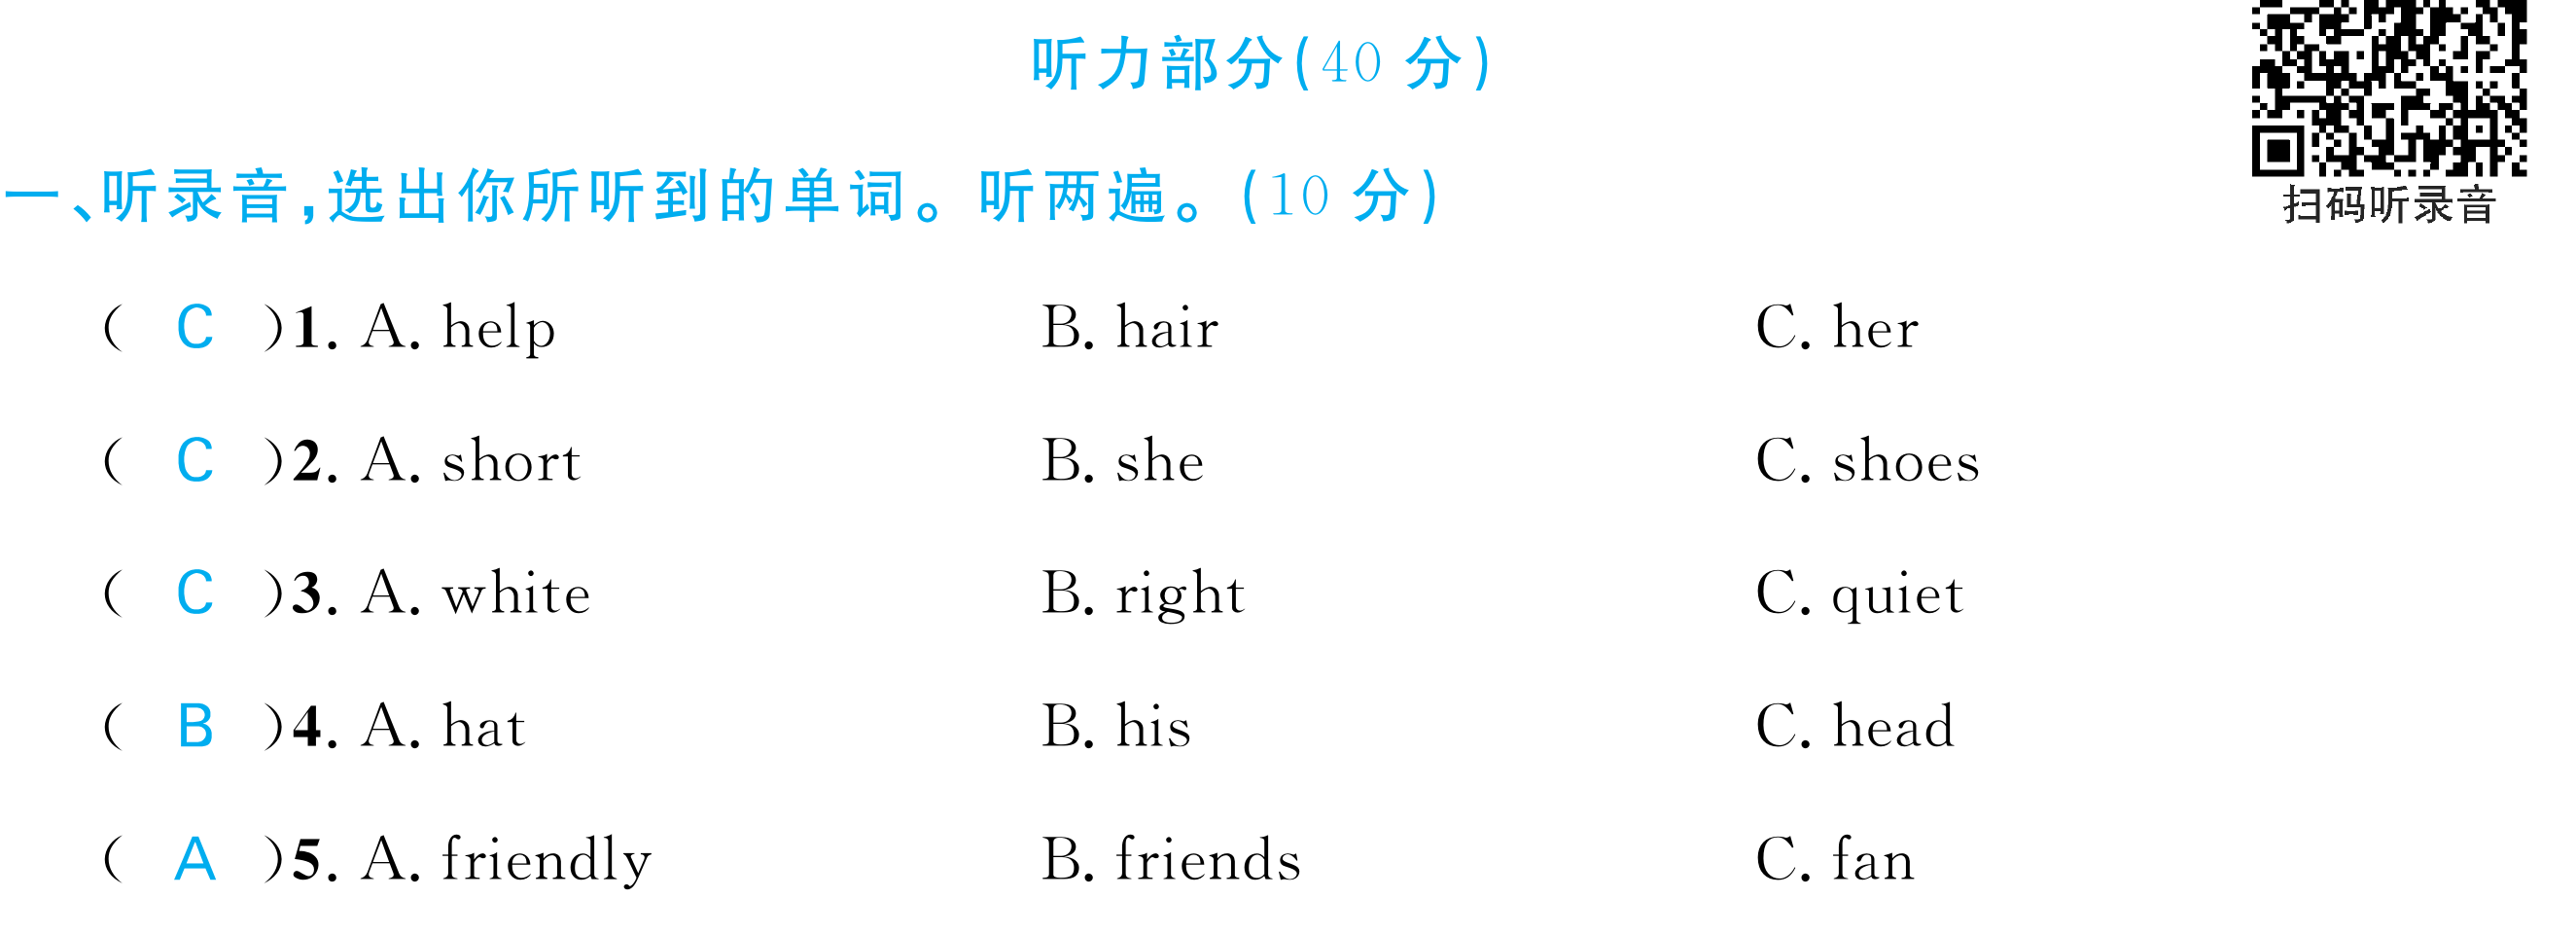 听力部分(40 分)
一、听录音,选出你所听到的单词。听两遍。(10 分)
扫码听录音
( C )1. A. help B. hair C. her
( C )2. A. short B. she C. shoes
( C )3. A. white B. right C. quiet
( B )4. A. hat B. his C. head
( A )5. A. friendly B. friends C. fan